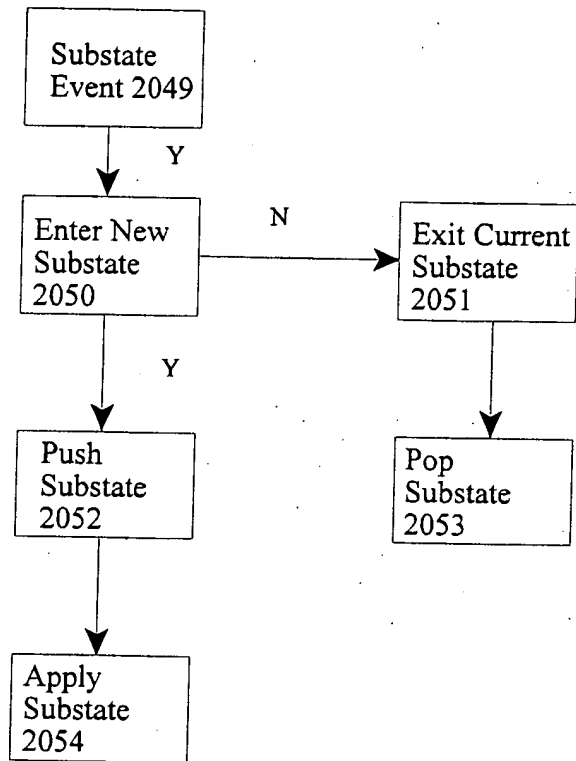 Substate
Event 2049
Y
Enter New
Substate
2050
N
Exit Current
Substate
2051
Y
Push
Substate
2052
Pop
Substate
2053
Apply
Substate
2054